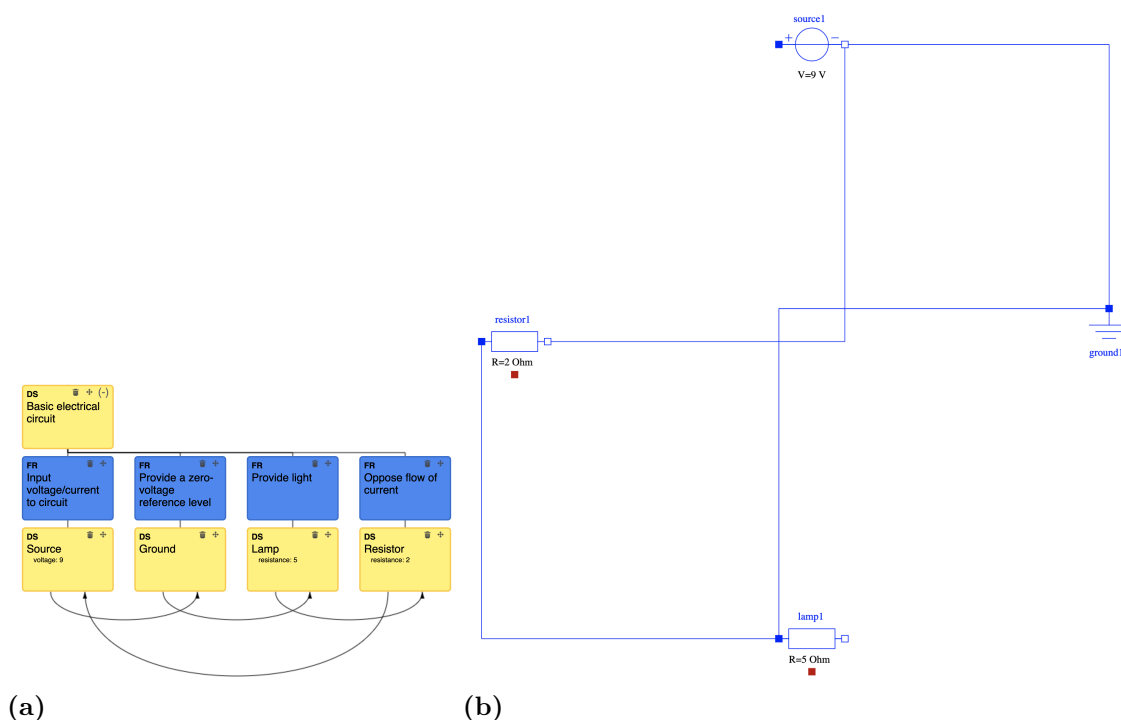 DS (-)
Basic electrical
circuit
FR
Input
voltage/current
to circuit
FR
Provide a zero-
voltage
reference level
FR
Provide light
FR
Oppose flow of
current
DS
Source
voltage: 9
DS
Ground
DS
Lamp
resistance: 5
DS
Resistor
resistance: 2
(a)
source1
+ −
V=9 V
resistor1
R=2 Ohm
ground1
lamp1
R=5 Ohm
(b)